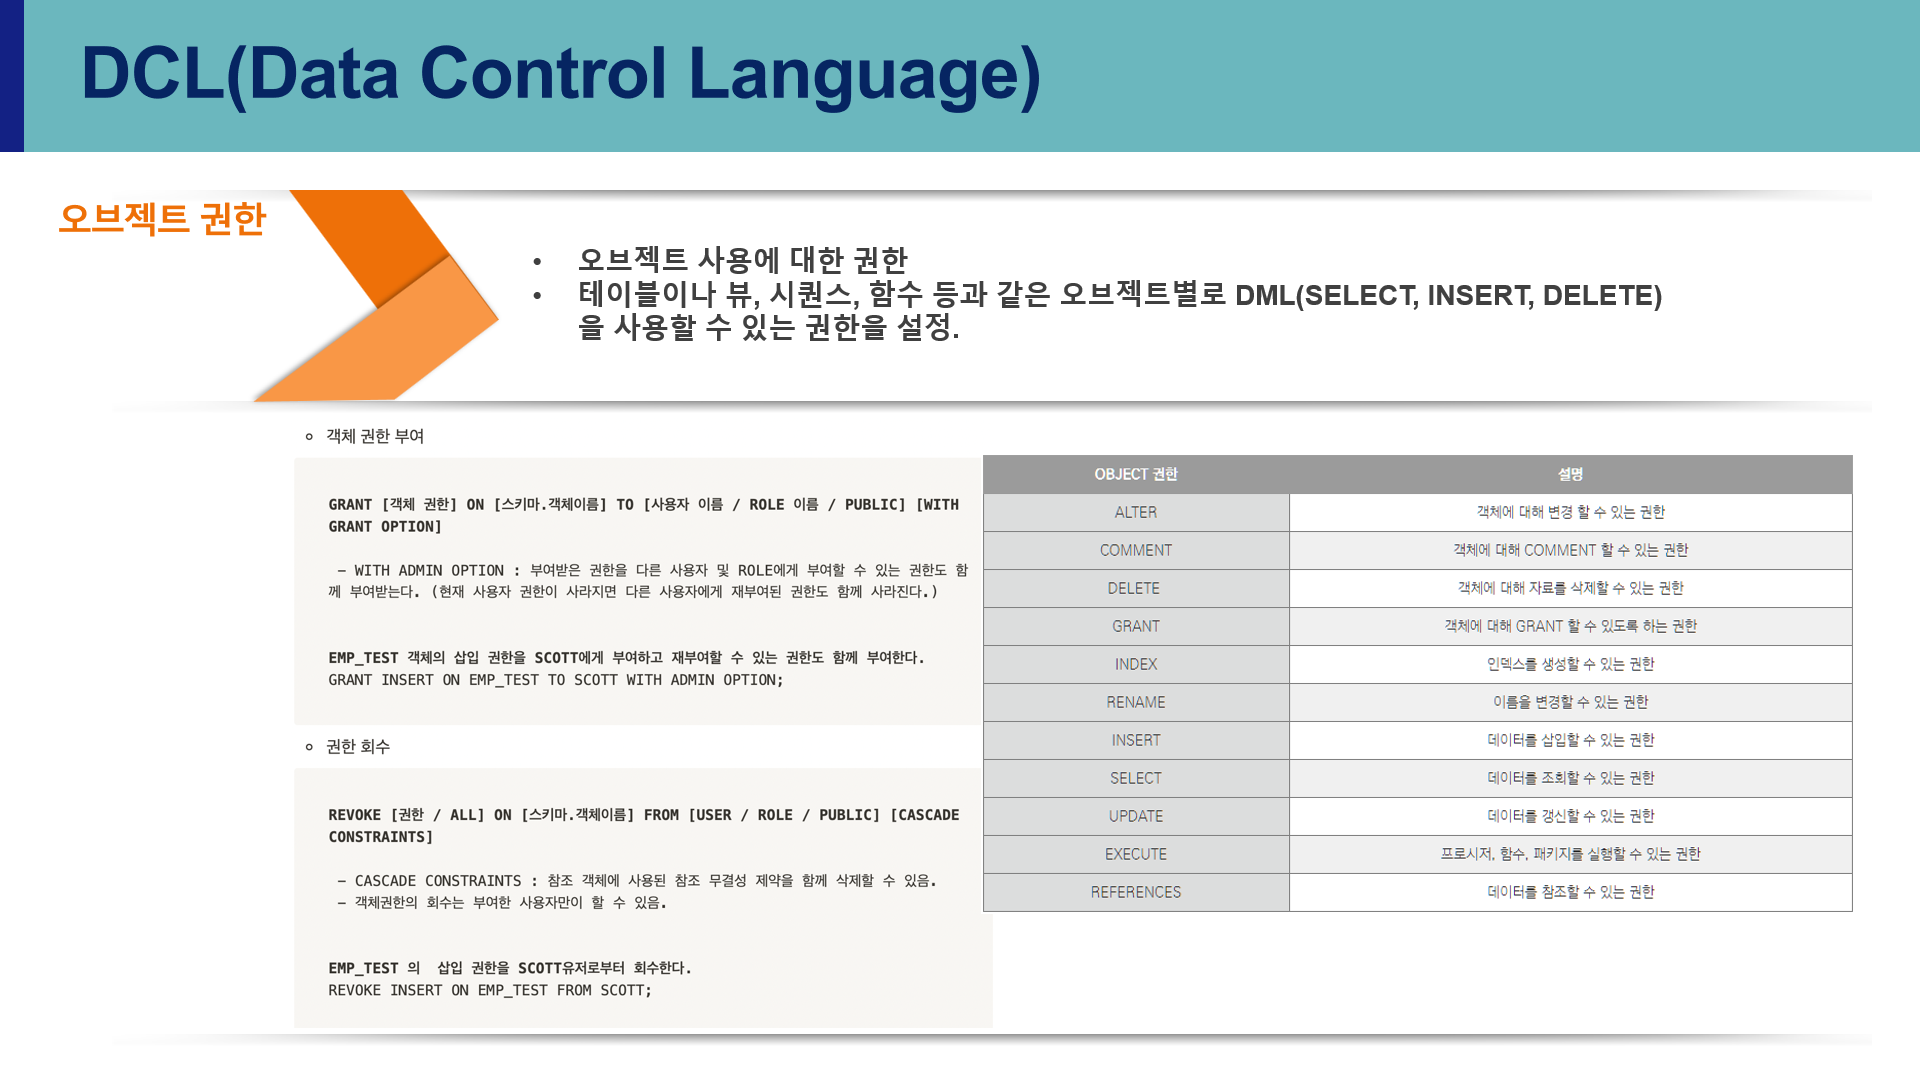 DCL(Data Control Language)
오브젝트 권한
• 오브젝트 사용에 대한 권한
• 테이블이나 뷰, 시퀀스, 함수 등과 같은 오브젝트별로 DML(SELECT, INSERT, DELETE)
을 사용할 수 있는 권한을 설정.
객체 권한 부여
GRANT [객체 권한] ON [스키마.객체이름] TO [사용자 이름 / ROLE 이름 / PUBLIC] [WITH
GRANT OPTION]
– WITH ADMIN OPTION : 부여받은 권한을 다른 사용자 및 ROLE에게 부여할 수 있는 권한도 함
께 부여받는다. (현재 사용자 권한이 사라지면 다른 사용자에게 재부여된 권한도 함께 사라진다.)
EMP_TEST 객체의 삽입 권한을 SCOTT에게 부여하고 재부여할 수 있는 권한도 함께 부여한다.
GRANT INSERT ON EMP_TEST TO SCOTT WITH ADMIN OPTION;
권한 회수
REVOKE [권한 / ALL] ON [스키마.객체이름] FROM [USER / ROLE / PUBLIC] [CASCADE
CONSTRAINTS]
– CASCADE CONSTRAINTS : 참조 객체에 사용된 참조 무결성 제약을 함께 삭제할 수 있음.
– 객체권한의 회수는 부여한 사용자만이 할 수 있음.
EMP_TEST 의 삽입 권한을 SCOTT유저로부터 회수한다.
REVOKE INSERT ON EMP_TEST FROM SCOTT;
OBJECT 권한 설명
ALTER 객체에 대해 변경 할 수 있는 권한
COMMENT 객체에 대해 COMMENT 할 수 있는 권한
DELETE 객체에 대해 자료를 삭제할 수 있는 권한
GRANT 객체에 대해 GRANT 할 수 있도록 하는 권한
INDEX 인덱스를 생성할 수 있는 권한
RENAME 이름을 변경할 수 있는 권한
INSERT 데이터를 삽입할 수 있는 권한
SELECT 데이터를 조회할 수 있는 권한
UPDATE 데이터를 갱신할 수 있는 권한
EXECUTE 프로시저, 함수, 패키지를 실행할 수 있는 권한
REFERENCES 데이터를 참조할 수 있는 권한